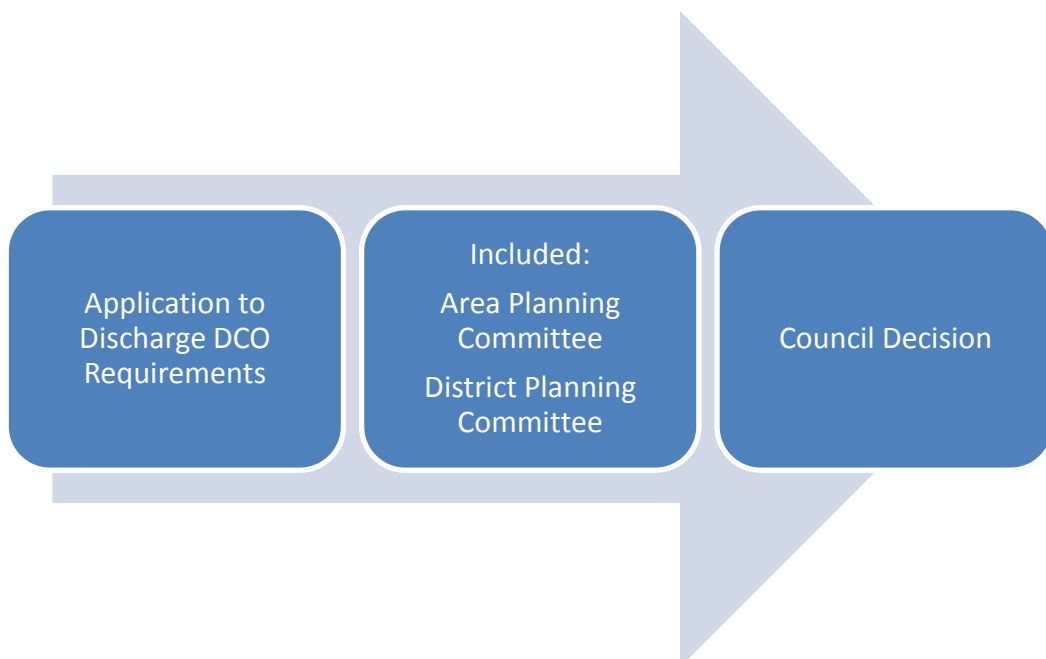 Application to
Discharge DCO
Requirements
Included:
Area Planning
Committee
District Planning
Committee
Council Decision